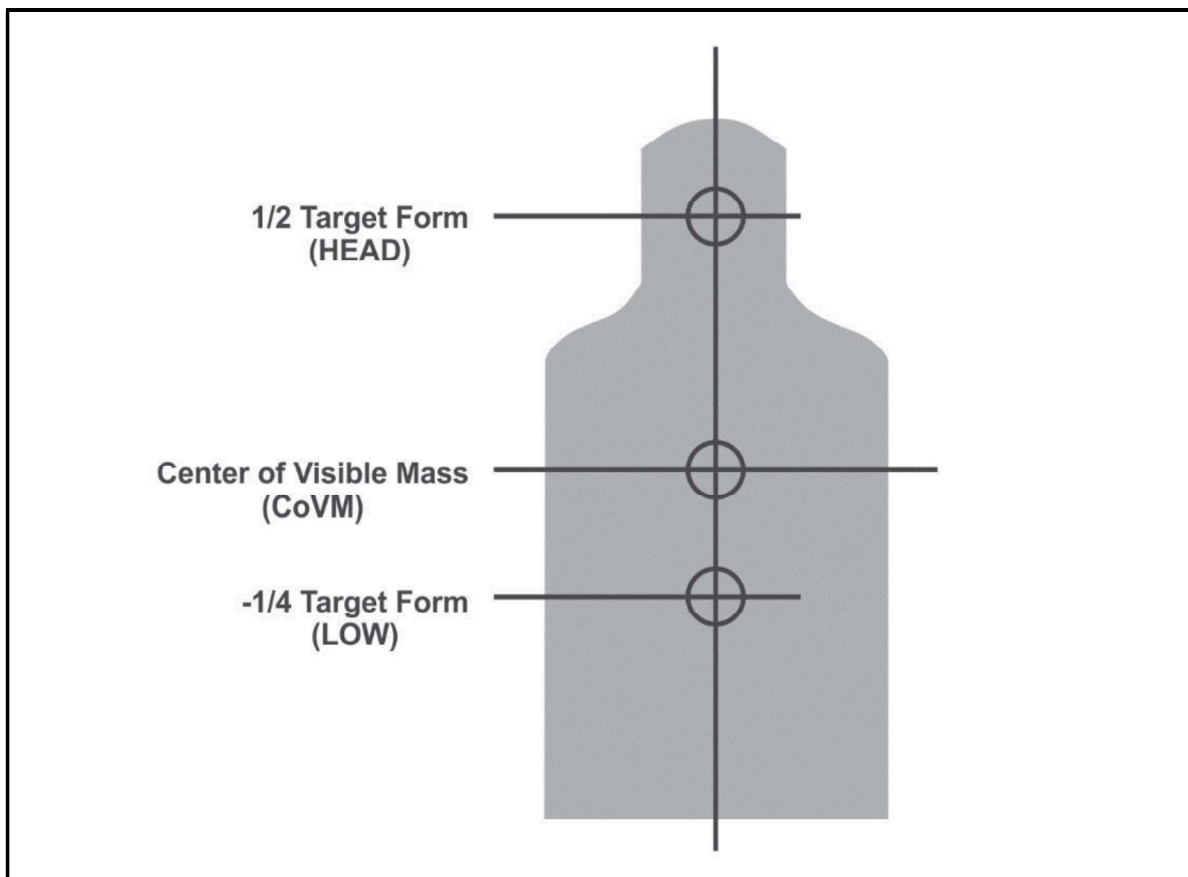 1/2 Target Form
(HEAD)
Center of Visible Mass
(CoVM)
-1/4 Target Form
(LOW)